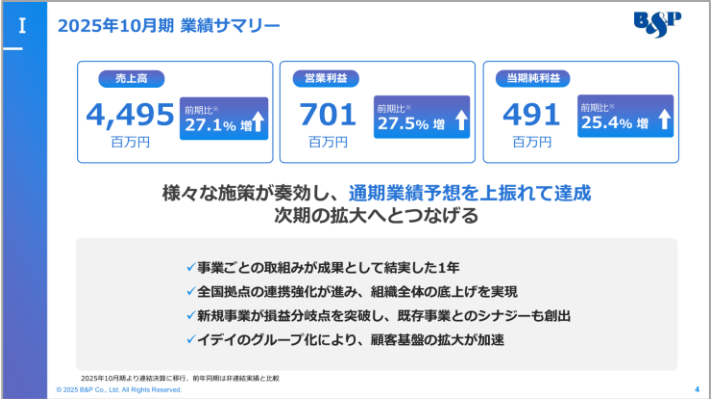 I
2025年10月期 業績サマリー
B&P
売上高
4,495
百万円
前期比※
27.1% 増
営業利益
701
百万円
前期比※
27.5% 増
当期純利益
491
百万円
前期比※
25.4% 増
様々な施策が奏効し、通期業績予想を上振れて達成
次期の拡大へとつなげる
✓事業ごとの取組みが成果として結実した1年
✓全国拠点の連携強化が進み、組織全体の底上げを実現
✓新規事業が損益分岐点を突破し、既存事業とのシナジーも創出
✓イデイのグループ化により、顧客基盤の拡大が加速
2025年10月期より連結決算に移行、前年同期は非連結実績と比較
© 2025 B&P Co., Ltd. All Rights Reserved.
4